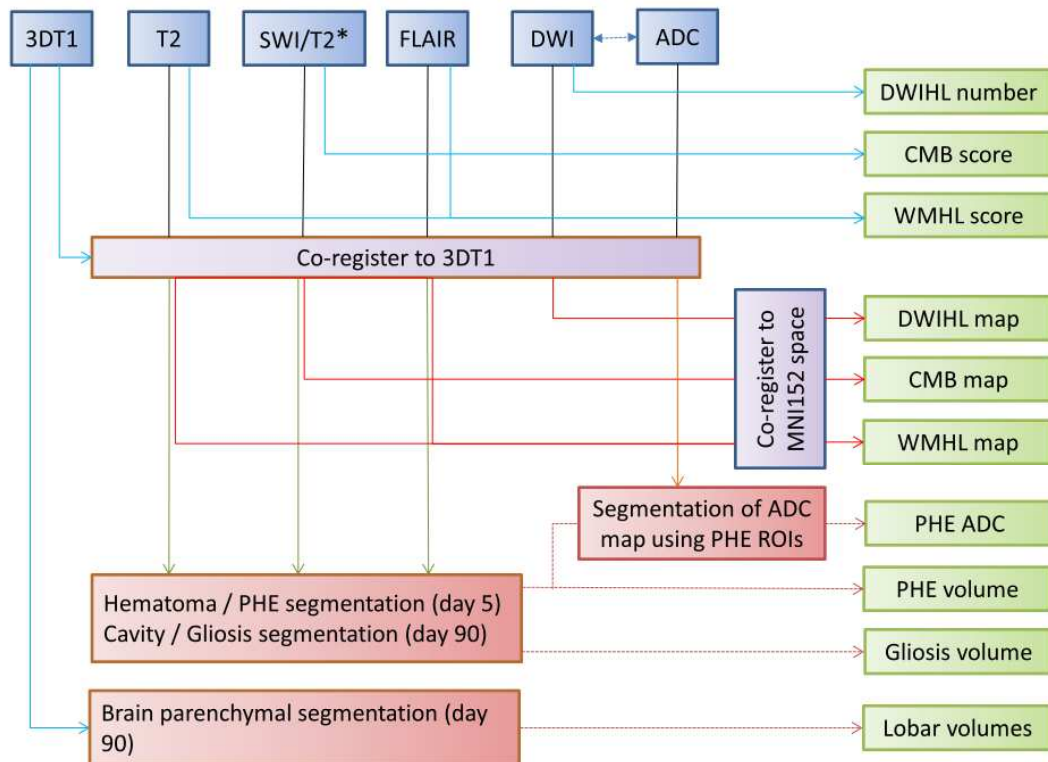 3DT1
T2
SWI/T2*
FLAIR
DWI
ADC
DWIHL number
CMB score
WMHL score
Co-register to 3DT1
Co-register to
MNI152 space
DWIHL map
CMB map
WMHL map
Segmentation of ADC
map using PHE ROIs
PHE ADC
Hematoma / PHE segmentation (day 5)
Cavity / Gliosis segmentation (day 90)
PHE volume
Gliosis volume
Brain parenchymal segmentation (day
90)
Lobar volumes